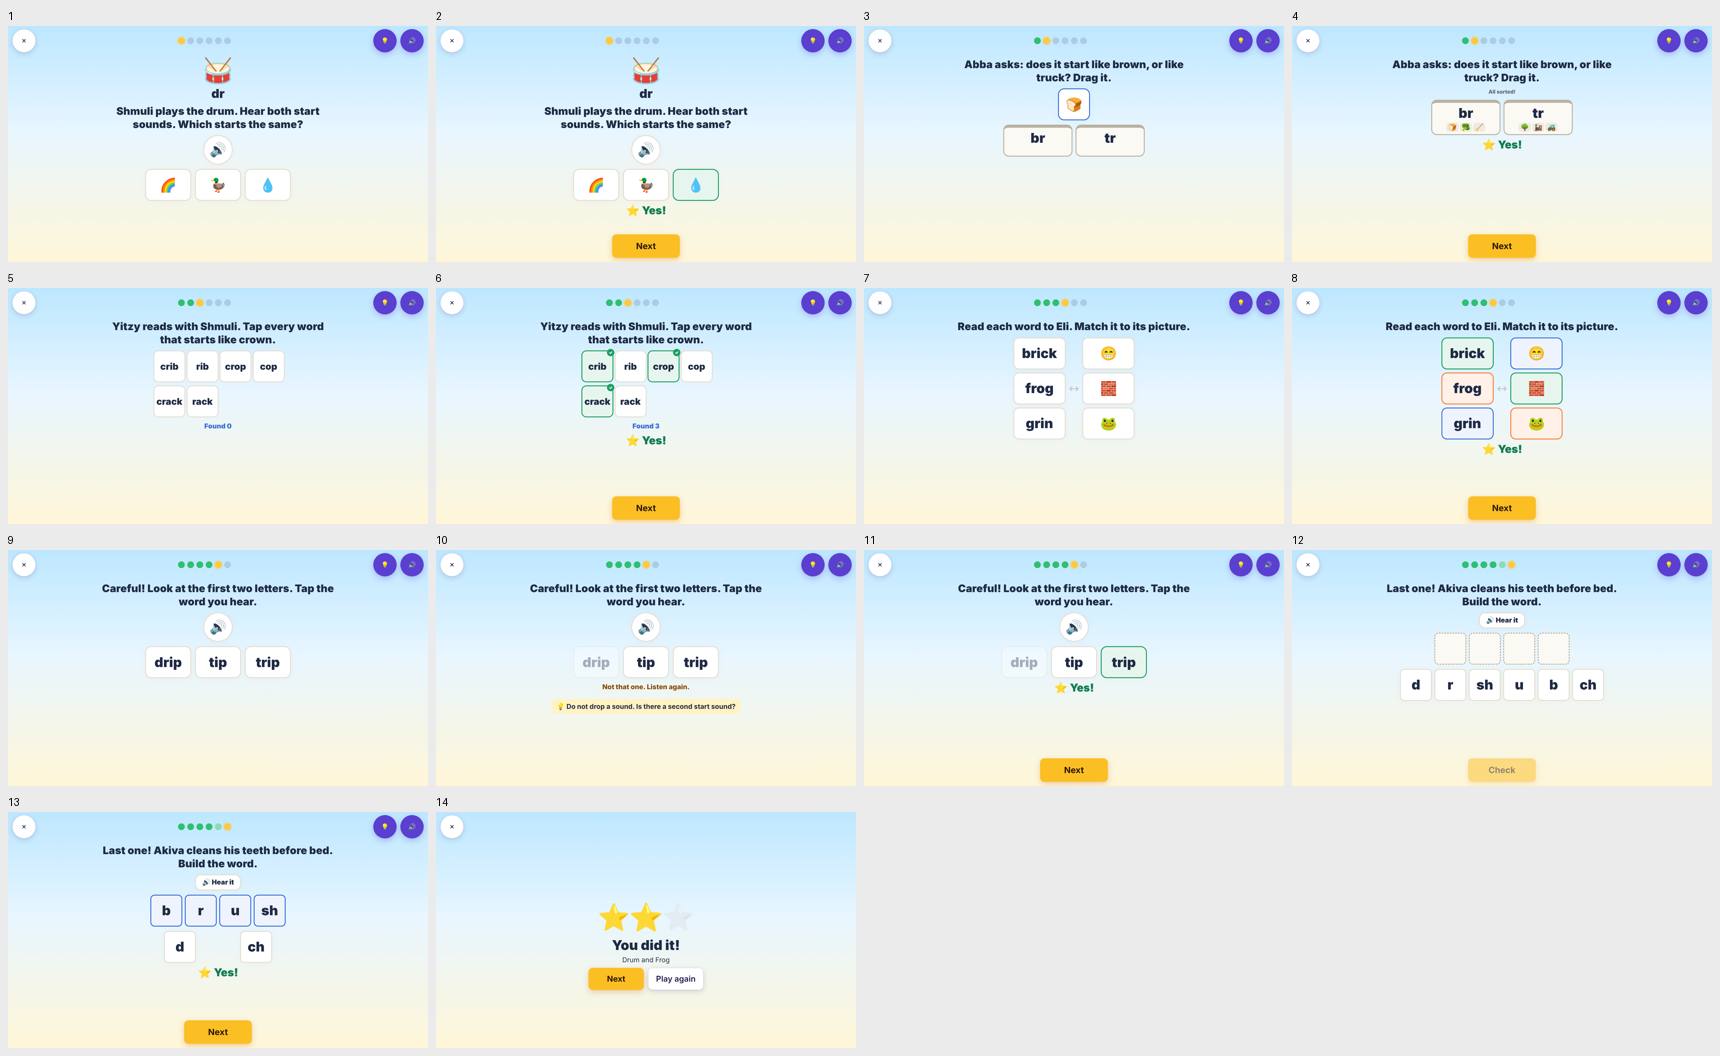 1
×
dr
Shmuli plays the drum. Hear both start
sounds. Which starts the same?
2
×
dr
Shmuli plays the drum. Hear both start
sounds. Which starts the same?
Yes!
Next
3
×
Abba asks: does it start like brown, or like
truck? Drag it.
br tr
4
×
Abba asks: does it start like brown, or like
truck? Drag it.
All sorted!
br tr
Yes!
Next
5
×
Yitzy reads with Shmuli. Tap every word
that starts like crown.
crib rib crop cop
crack rack
Found 0
6
×
Yitzy reads with Shmuli. Tap every word
that starts like crown.
crib rib crop cop
crack rack
Found 3
Yes!
Next
7
×
Read each word to Eli. Match it to its picture.
brick
frog
grin
8
×
Read each word to Eli. Match it to its picture.
brick
frog
grin
Yes!
Next
9
×
Careful! Look at the first two letters. Tap the
word you hear.
drip tip trip
10
×
Careful! Look at the first two letters. Tap the
word you hear.
drip tip trip
Not that one. Listen again.
Do not drop a sound. Is there a second start sound?
11
×
Careful! Look at the first two letters. Tap the
word you hear.
drip tip trip
Yes!
Next
12
×
Last one! Akiva cleans his teeth before bed.
Build the word.
Hear it
d r sh u b ch
Check
13
×
Last one! Akiva cleans his teeth before bed.
Build the word.
Hear it
b r u sh
d ch
Yes!
Next
14
×
You did it!
Drum and Frog
Next Play again